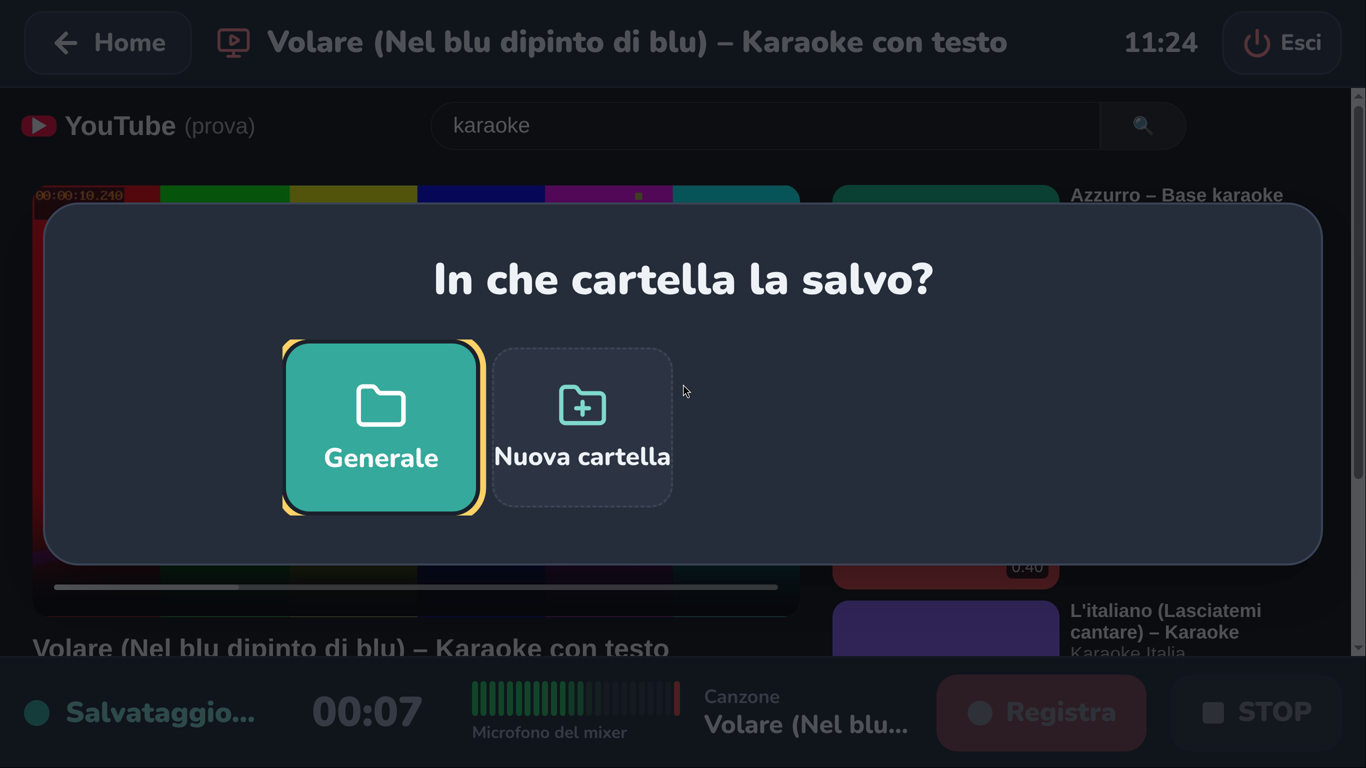 Home
Volare (Nel blu dipinto di blu) – Karaoke con testo
11:24
Esci
YouTube (prova)
karaoke
00:00:10.240
Azzurro – Base karaoke
In che cartella la salvo?
Generale
Nuova cartella
0:40
L'italiano (Lasciatemi
cantare) – Karaoke
Karaoke Italia
Volare (Nel blu dipinto di blu) – Karaoke con testo
Salvataggio...
00:07
Microfono del mixer
Canzone
Volare (Nel blu...
Registra
STOP